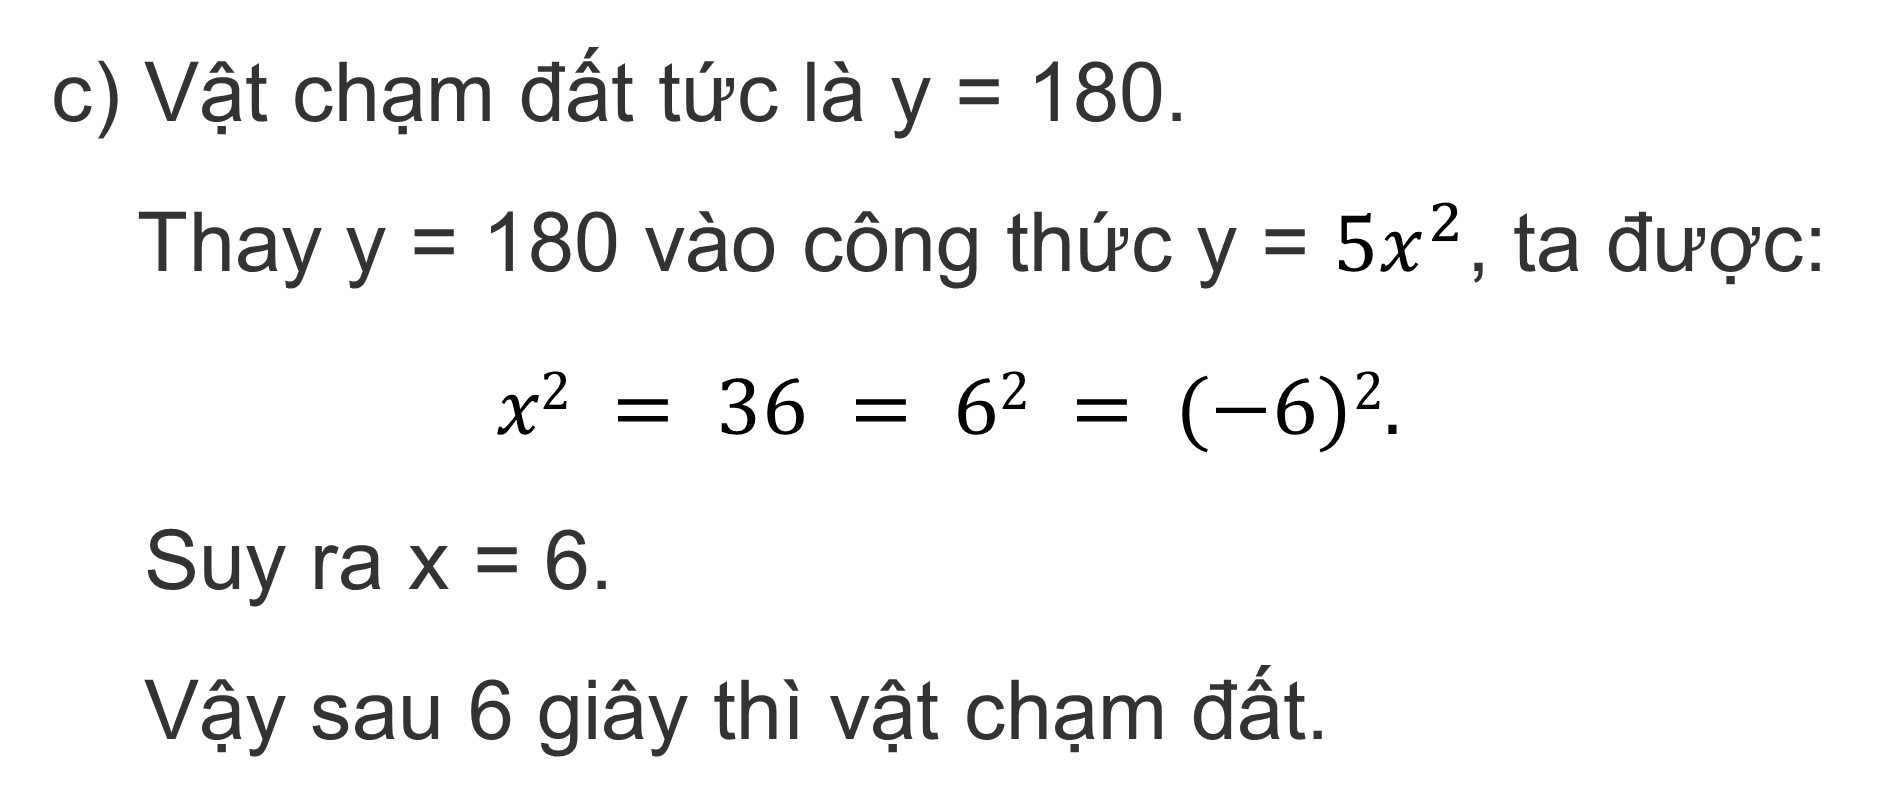 c) Vật chạm đất tức là y = 180.
Thay y = 180 vào công thức y = 5x², ta được:
x² = 36 = 6² = (−6)².
Suy ra x = 6.
Vậy sau 6 giây thì vật chạm đất.